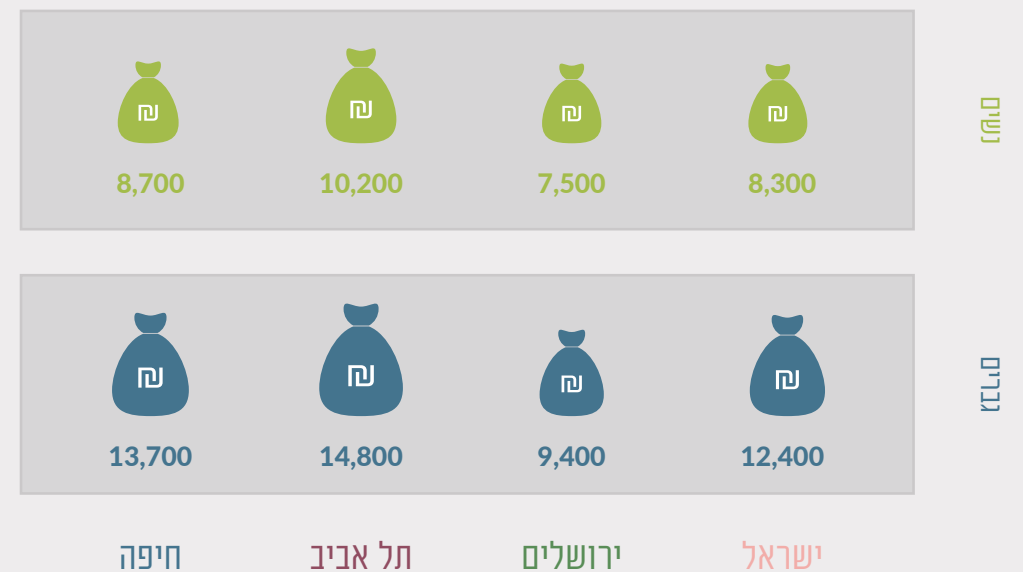 נשים
₪ ₪ ₪ ₪
8,300 7,500 10,200 8,700
גברים
₪ ₪ ₪ ₪
12,400 9,400 14,800 13,700
ישראל ירושלים תל אביב חיפה